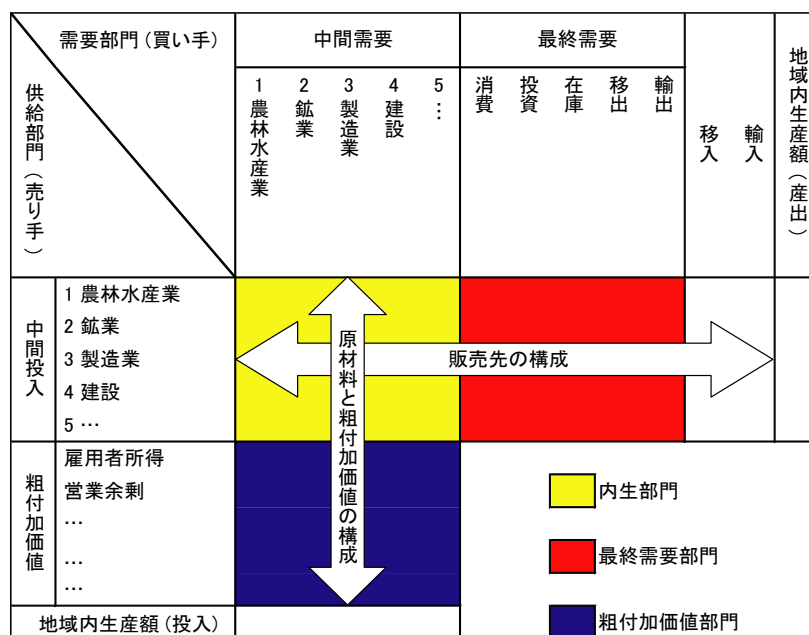 需要部門(買い手)
供給部門(売り手)
中間需要
1 農林水産業
2 鉱業
3 製造業
4 建設
5 …
最終需要
消費
投資
在庫
移出
輸出
移入
輸入
地域内生産額(産出)
中間投入
1 農林水産業
2 鉱業
3 製造業
4 建設
5 …
原材料と粗付加価値の構成
販売先の構成
粗付加価値
雇用者所得
営業余剰
…
…
…
内生部門
最終需要部門
粗付加価値部門
地域内生産額(投入)